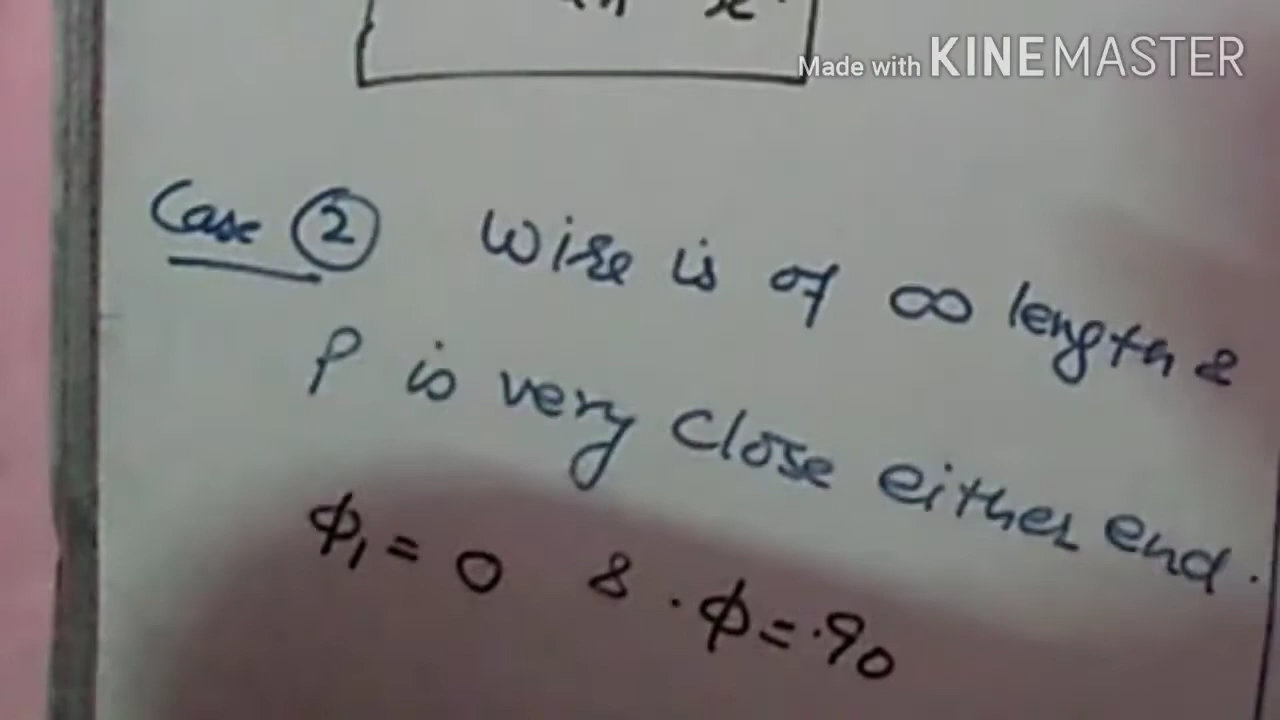 Made with KINEMASTER
Case ② Wire is of ∞ length &
P is very close either end.
ϕ₁ = 0 & . ϕ = .90